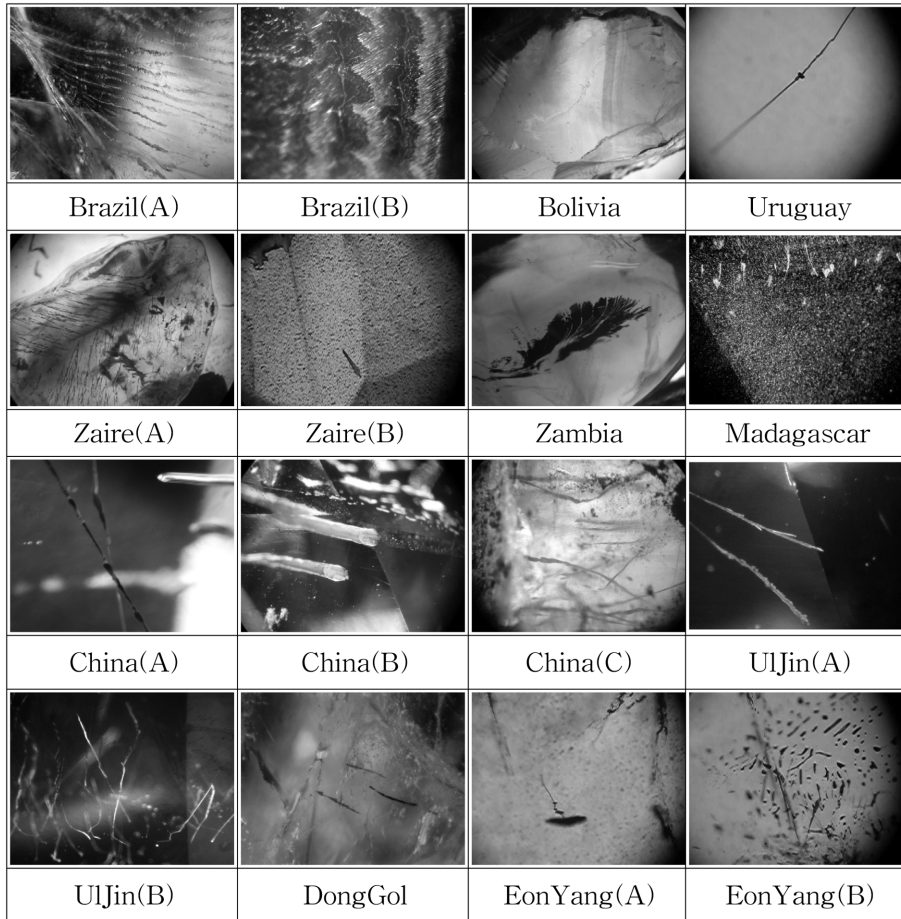 Brazil(A) Brazil(B) Bolivia Uruguay
Zaire(A) Zaire(B) Zambia Madagascar
China(A) China(B) China(C) UlJin(A)
UlJin(B) DongGol EonYang(A) EonYang(B)